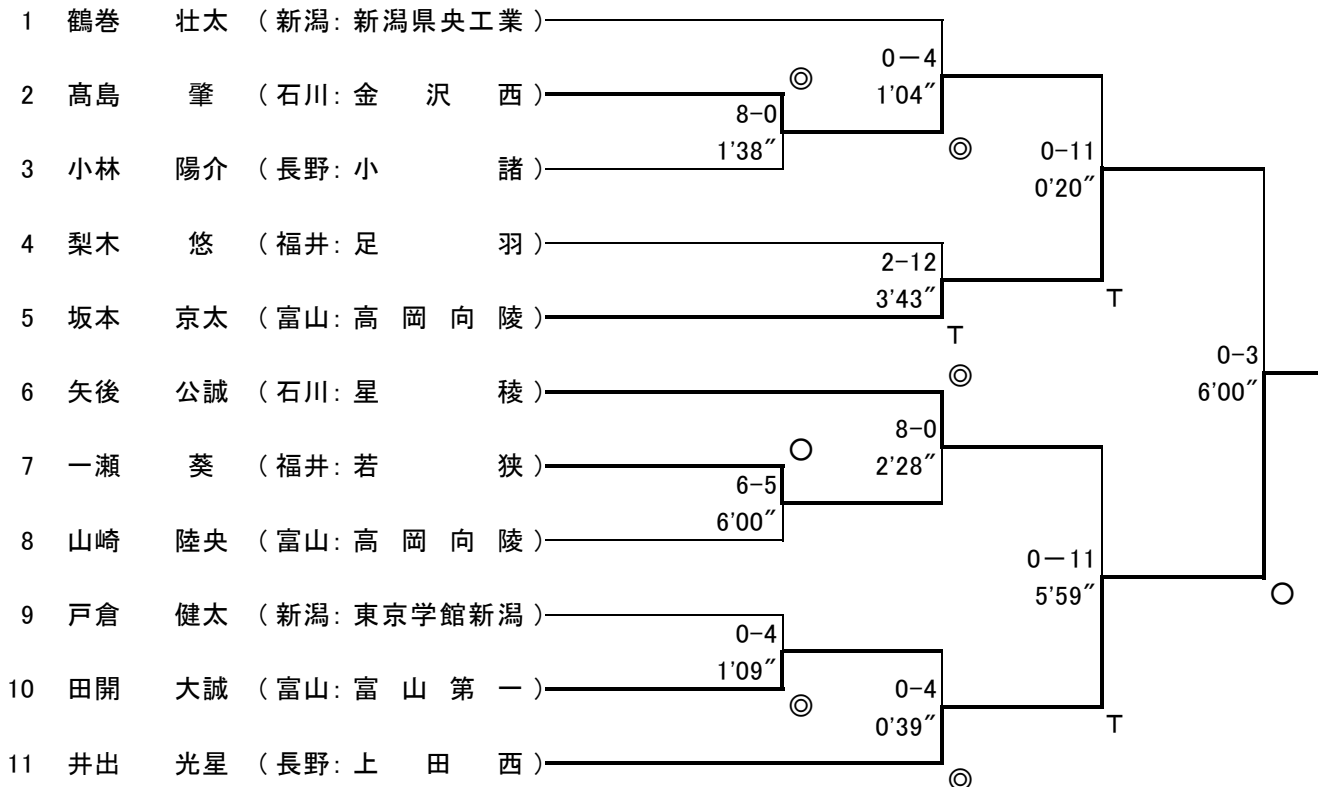 1 鶴巻 壮太 （新潟: 新潟県央工業）
0－4
◎
2 髙島 肇 （石川: 金沢西）
1'04″
8-0
1'38″
◎
0-11
3 小林 陽介 （長野: 小諸）
0'20″
4 梨木 悠 （福井: 足羽）
2-12
3'43″
T
5 坂本 京太 （富山: 高岡向陵）
T
0-3
◎
6 矢後 公誠 （石川: 星稜）
6'00″
8-0
○
7 一瀬 葵 （福井: 若狭）
2'28″
6-5
6'00″
8 山崎 陸央 （富山: 高岡向陵）
0－11
5'59″
○
9 戸倉 健太 （新潟: 東京学館新潟）
0-4
1'09″
10 田開 大誠 （富山: 富山第一）
0-4
◎
0'39″
T
11 井出 光星 （長野: 上田西）
◎